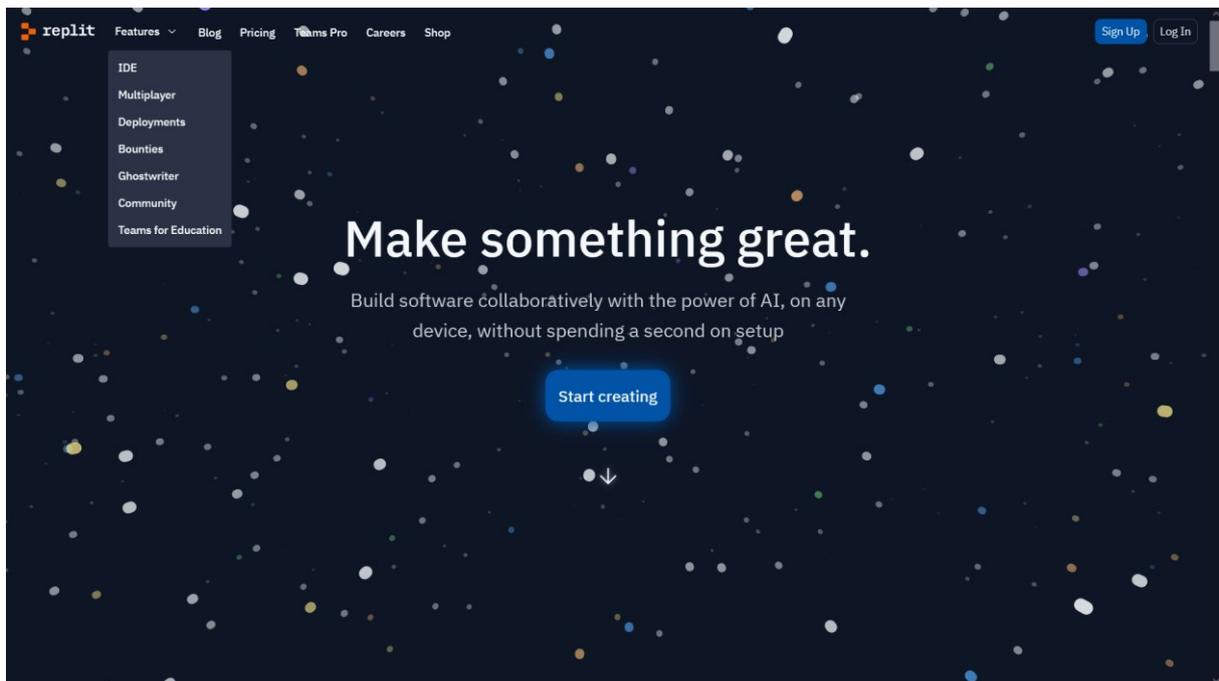 replit Features Blog Pricing Teams Pro Careers Shop Sign Up Log In
IDE
Multiplayer
Deployments
Bounties
Ghostwriter
Community
Teams for Education
Make something great.
Build software collaboratively with the power of AI, on any
device, without spending a second on setup
Start creating